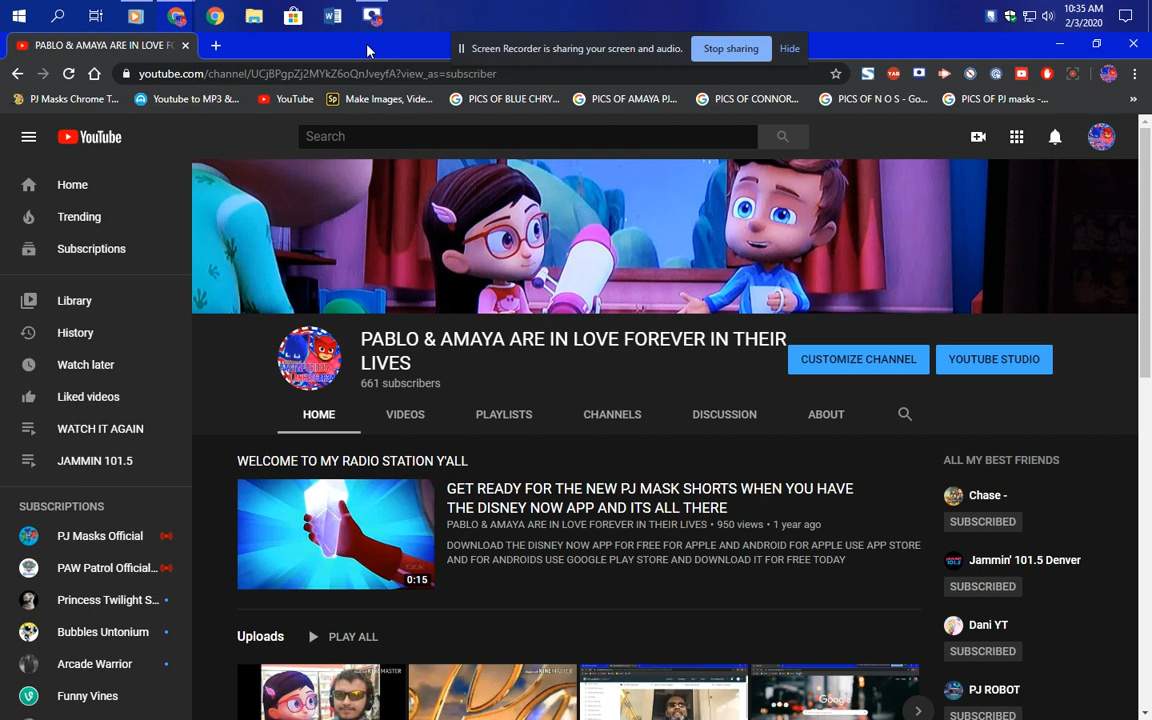 10:35 AM
2/3/2020
PABLO & AMAYA ARE IN LOVE FO
Screen Recorder is sharing your screen and audio.
Stop sharing
Hide
youtube.com/channel/UCjBPgpZj2MYkZ6oQnJveyfA?view_as=subscriber
PJ Masks Chrome T...
Youtube to MP3 &...
YouTube
Make Images, Vide...
PICS OF BLUE CHRY...
PICS OF AMAYA PJ...
PICS OF CONNOR...
PICS OF N O S - Go...
PICS OF PJ masks -...
YouTube
Search
Home
Trending
Subscriptions
Library
History
Watch later
Liked videos
WATCH IT AGAIN
JAMMIN 101.5
SUBSCRIPTIONS
PJ Masks Official
PAW Patrol Official...
Princess Twilight S...
Bubbles Untonium
Arcade Warrior
Funny Vines
PABLO & AMAYA ARE IN LOVE FOREVER IN THEIR
LIVES
661 subscribers
CUSTOMIZE CHANNEL
YOUTUBE STUDIO
HOME
VIDEOS
PLAYLISTS
CHANNELS
DISCUSSION
ABOUT
WELCOME TO MY RADIO STATION Y'ALL
0:15
GET READY FOR THE NEW PJ MASK SHORTS WHEN YOU HAVE
THE DISNEY NOW APP AND ITS ALL THERE
PABLO & AMAYA ARE IN LOVE FOREVER IN THEIR LIVES • 950 views • 1 year ago
DOWNLOAD THE DISNEY NOW APP FOR FREE FOR APPLE AND ANDROID FOR APPLE USE APP STORE
AND FOR ANDROIDS USE GOOGLE PLAY STORE AND DOWNLOAD IT FOR FREE TODAY
Uploads
PLAY ALL
Google
ALL MY BEST FRIENDS
Chase -
SUBSCRIBED
Jammin' 101.5 Denver
SUBSCRIBED
Dani YT
SUBSCRIBED
PJ ROBOT
SUBSCRIBED